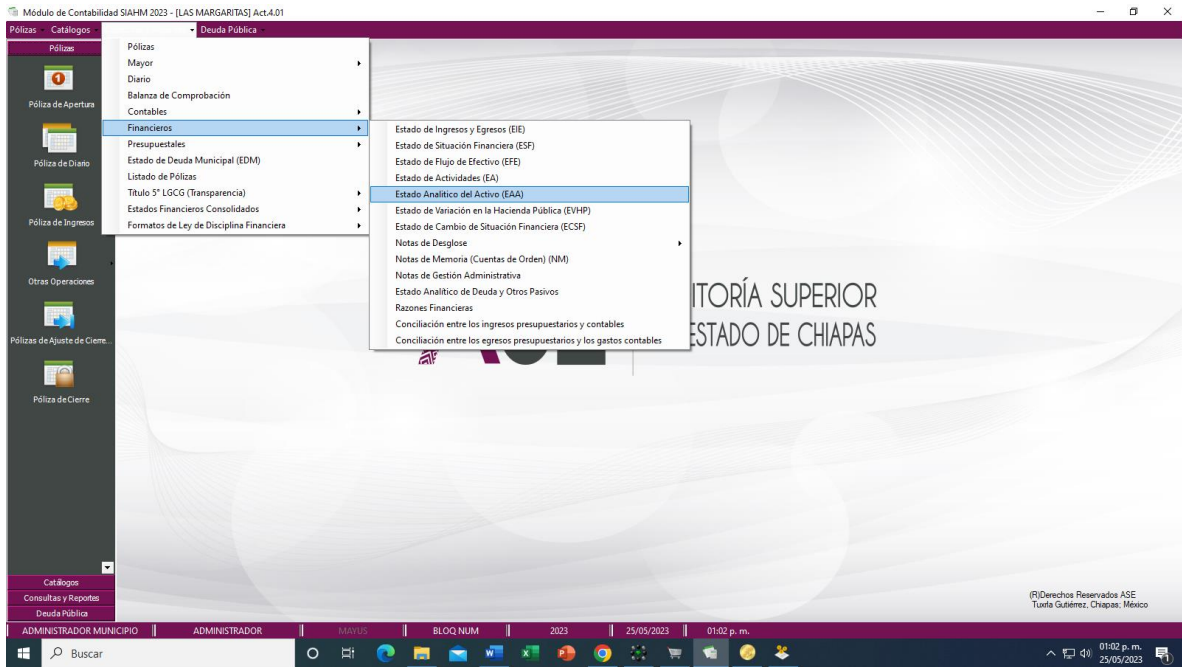 Módulo de Contabilidad SIAHM 2023 - [LAS MARGARITAS] Act.4.01
Pólizas Catálogos Deuda Pública
Pólizas
Póliza de Apertura
Póliza de Diario
Póliza de Ingresos
Otras Operaciones
Pólizas de Ajuste de Cierre...
Póliza de Cierre
Catálogos
Consultas y Reportes
Deuda Pública
Pólizas
Mayor
Diario
Balanza de Comprobación
Contables
Financieros
Presupuestales
Estado de Deuda Municipal (EDM)
Listado de Pólizas
Título 5° LGCG (Transparencia)
Estados Financieros Consolidados
Formatos de Ley de Disciplina Financiera
Estado de Ingresos y Egresos (EIE)
Estado de Situación Financiera (ESF)
Estado de Flujo de Efectivo (EFE)
Estado de Actividades (EA)
Estado Analítico del Activo (EAA)
Estado de Variación en la Hacienda Pública (EVHP)
Estado de Cambio de Situación Financiera (ECSF)
Notas de Desglose
Notas de Memoria (Cuentas de Orden) (NM)
Notas de Gestión Administrativa
Estado Analítico de Deuda y Otros Pasivos
Razones Financieras
Conciliación entre los ingresos presupuestarios y contables
Conciliación entre los egresos presupuestarios y los gastos contables
ITORÍA SUPERIOR
ESTADO DE CHIAPAS
(R)Derechos Reservados ASE
Tuxtla Gutiérrez, Chiapas; México
ADMINISTRADOR MUNICIPIO ADMINISTRADOR MAYUS BLOQ NUM 2023 25/05/2023 01:02 p. m.
Buscar
01:02 p. m.
25/05/2023